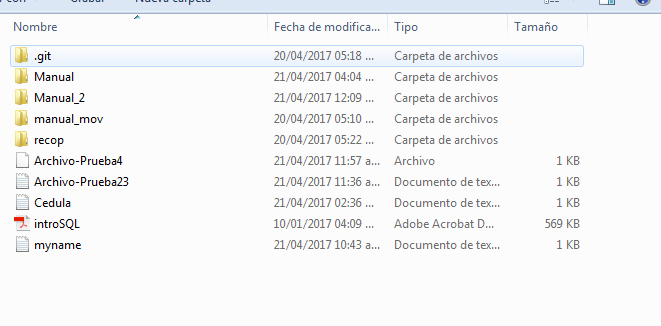 Grabar Nueva carpeta
Nombre Fecha de modifica... Tipo Tamaño
.git 20/04/2017 05:18 ... Carpeta de archivos
Manual 21/04/2017 04:04 ... Carpeta de archivos
Manual_2 21/04/2017 12:09 ... Carpeta de archivos
manual_mov 20/04/2017 05:10 ... Carpeta de archivos
recop 20/04/2017 05:22 ... Carpeta de archivos
Archivo-Prueba4 21/04/2017 11:57 a... Archivo 1 KB
Archivo-Prueba23 21/04/2017 11:36 a... Documento de tex... 1 KB
Cedula 21/04/2017 02:36 ... Documento de tex... 1 KB
introSQL 10/01/2017 04:09 ... Adobe Acrobat D... 569 KB
myname 21/04/2017 10:43 a... Documento de tex... 1 KB